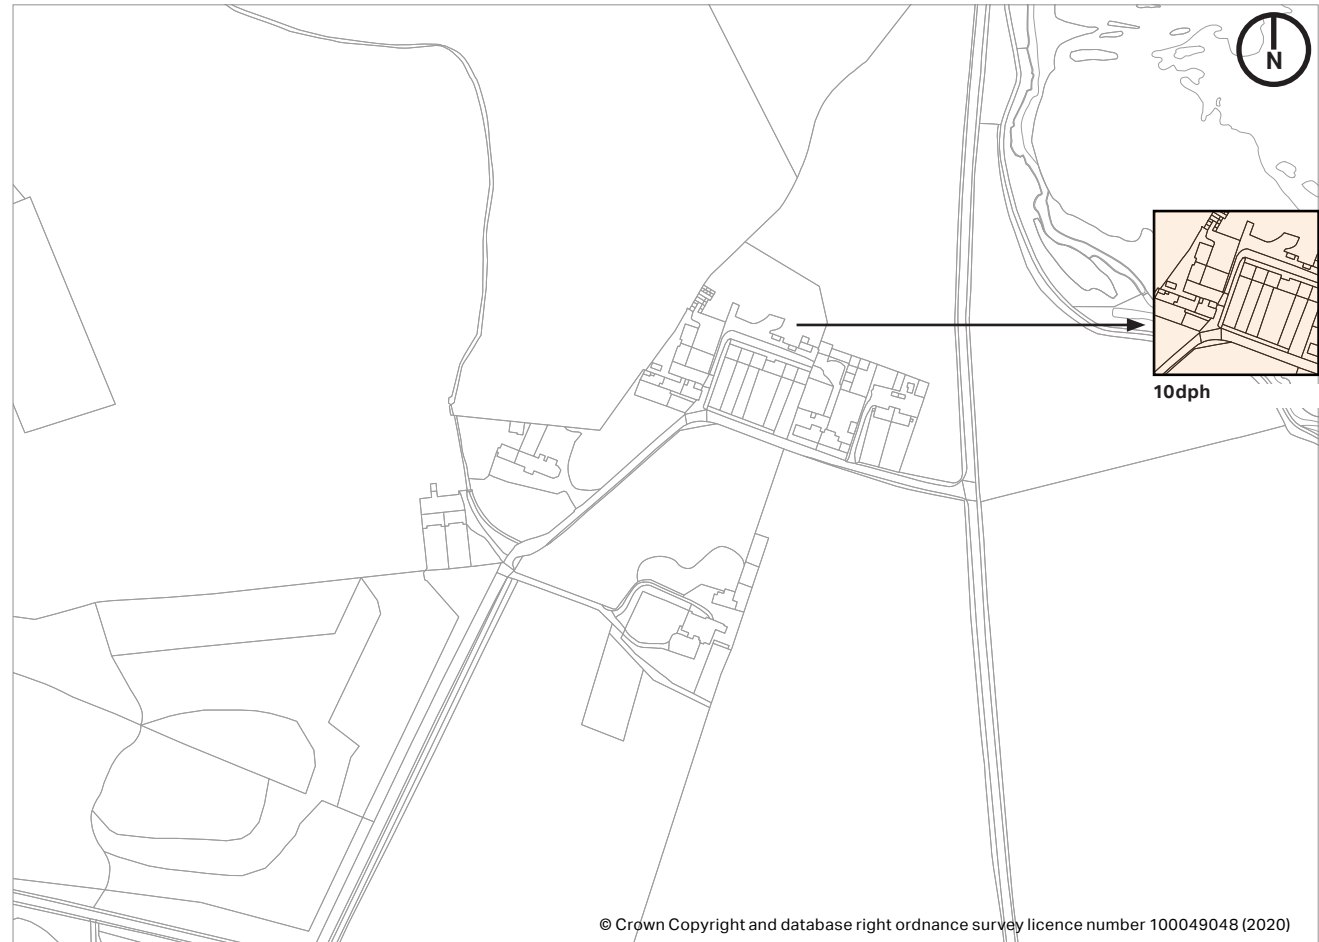 N
10dph
© Crown Copyright and database right ordnance survey licence number 100049048 (2020)